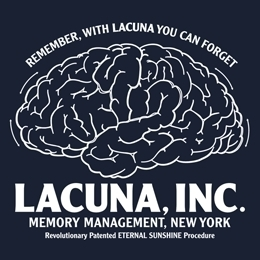 REMEMBER, WITH LACUNA YOU CAN FORGET
LACUNA, INC.
MEMORY MANAGEMENT, NEW YORK
Revolutionary Patented ETERNAL SUNSHINE Procedure